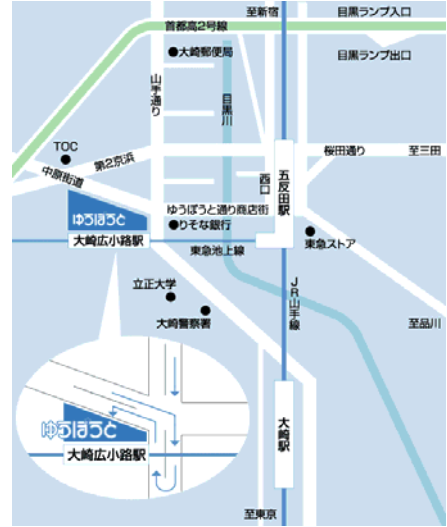 至新宿
目黒ランプ入口
首都高2号線
大崎郵便局
目黒ランプ出口
山手通り
目黒川
TOC
第2京浜
桜田通り
至三田
中原街道
西口
五反田駅
ゆうぽうと通り商店街
ゆうぽうと
りそな銀行
大崎広小路駅
東急池上線
東急ストア
立正大学
JR山手線
大崎警察署
至品川
ゆうぽうと
大崎広小路駅
大崎駅
至東京